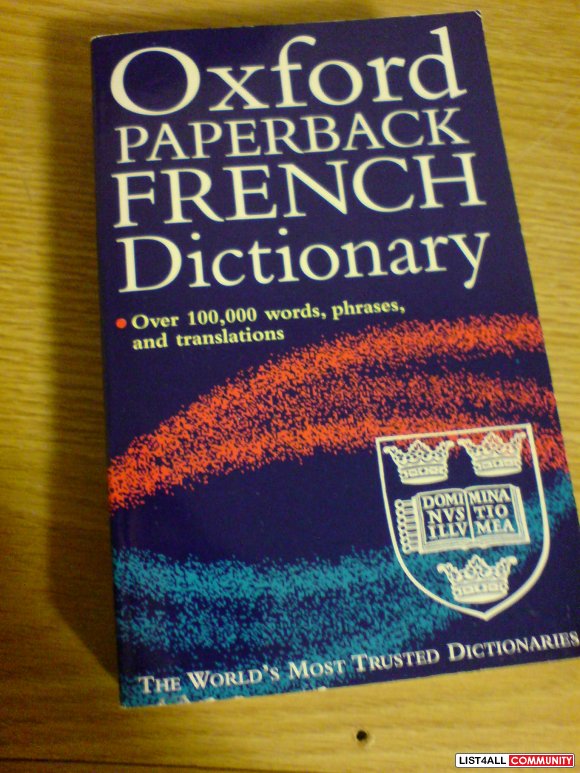 Oxford
PAPERBACK
FRENCH
Dictionary
• Over 100,000 words, phrases,
and translations
DOMI MINA
NVS TIO
ILLV MEA
THE WORLD'S MOST TRUSTED DICTIONARIES
LIST4ALL COMMUNITY